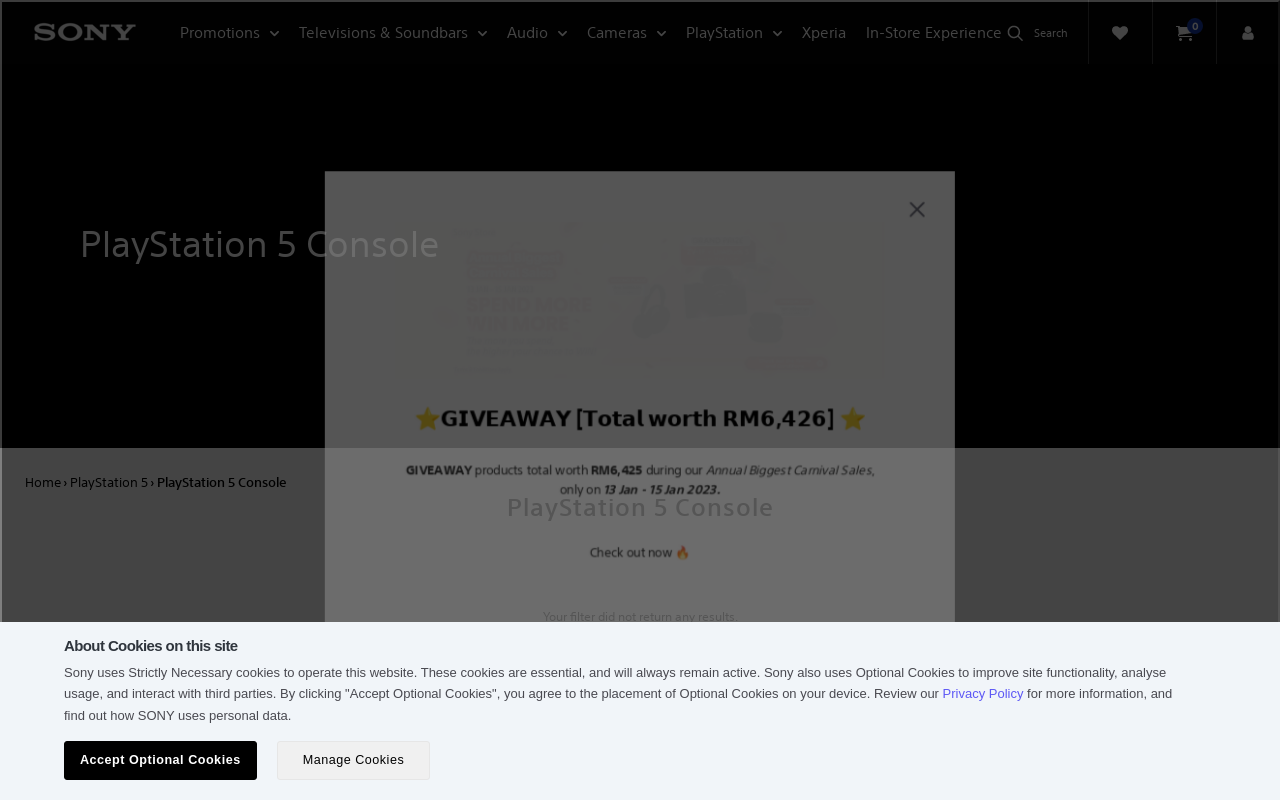 SONY
Promotions
Televisions & Soundbars
Audio
Cameras
PlayStation
Xperia
In-Store Experience
Search
0
PlayStation 5 Console
⭐GIVEAWAY [Total worth RM6,426] ⭐
Home › PlayStation 5 › PlayStation 5 Console
GIVEAWAY products total worth RM6,425 during our Annual Biggest Carnival Sales,
only on 13 Jan - 15 Jan 2023.
PlayStation 5 Console
Check out now 🔥
Your filter did not return any results.
About Cookies on this site
Sony uses Strictly Necessary cookies to operate this website. These cookies are essential, and will always remain active. Sony also uses Optional Cookies to improve site functionality, analyse
usage, and interact with third parties. By clicking "Accept Optional Cookies", you agree to the placement of Optional Cookies on your device. Review our Privacy Policy for more information, and
find out how SONY uses personal data.
Accept Optional Cookies
Manage Cookies